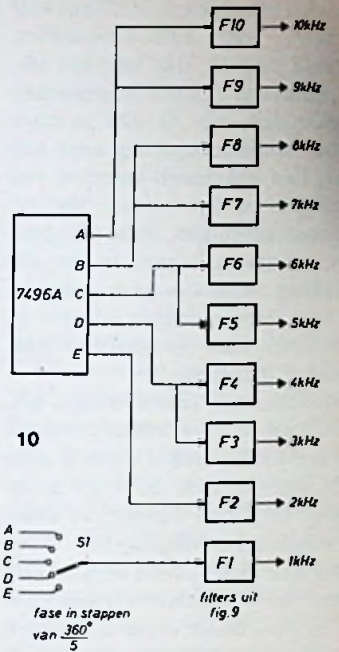 F10 10kHz
F9 9kHz
F8 8kHz
A F7 7kHz
B
7496A C F6 6kHz
D F5 5kHz
E F4 4kHz
10 F3 3kHz
F2 2kHz
A
B S1
C F1 1kHz
D
E
filters uit
fig. 9
fase in stappen
van 360°
5